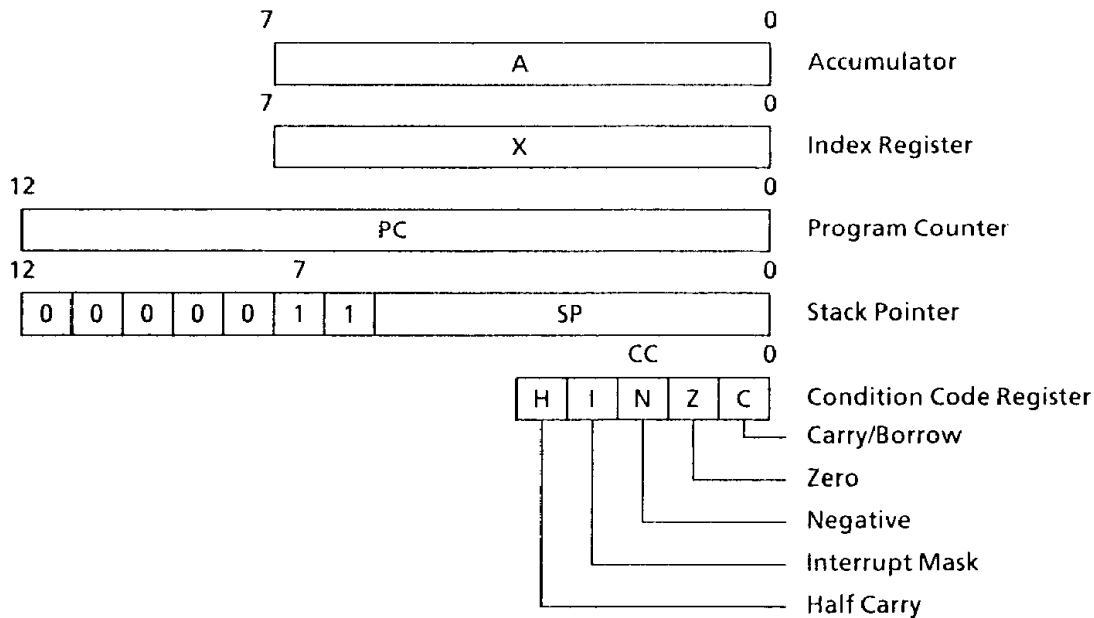 7 0
A Accumulator
7 0
X Index Register
12 0
PC Program Counter
12 7 0
0 0 0 0 0 1 1 SP Stack Pointer
CC 0
H I N Z C Condition Code Register
Carry/Borrow
Zero
Negative
Interrupt Mask
Half Carry